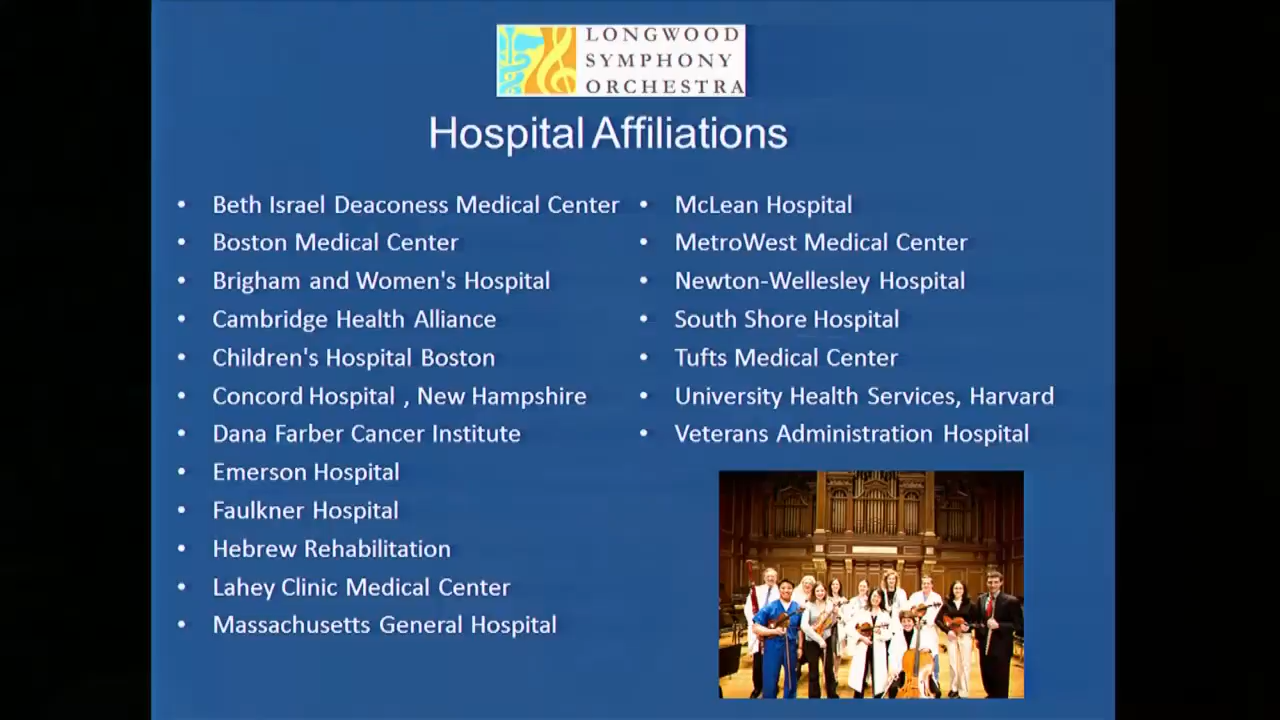 LONGWOOD
SYMPHONY
ORCHESTRA
Hospital Affiliations
• Beth Israel Deaconess Medical Center
• Boston Medical Center
• Brigham and Women's Hospital
• Cambridge Health Alliance
• Children's Hospital Boston
• Concord Hospital , New Hampshire
• Dana Farber Cancer Institute
• Emerson Hospital
• Faulkner Hospital
• Hebrew Rehabilitation
• Lahey Clinic Medical Center
• Massachusetts General Hospital
• McLean Hospital
• MetroWest Medical Center
• Newton-Wellesley Hospital
• South Shore Hospital
• Tufts Medical Center
• University Health Services, Harvard
• Veterans Administration Hospital